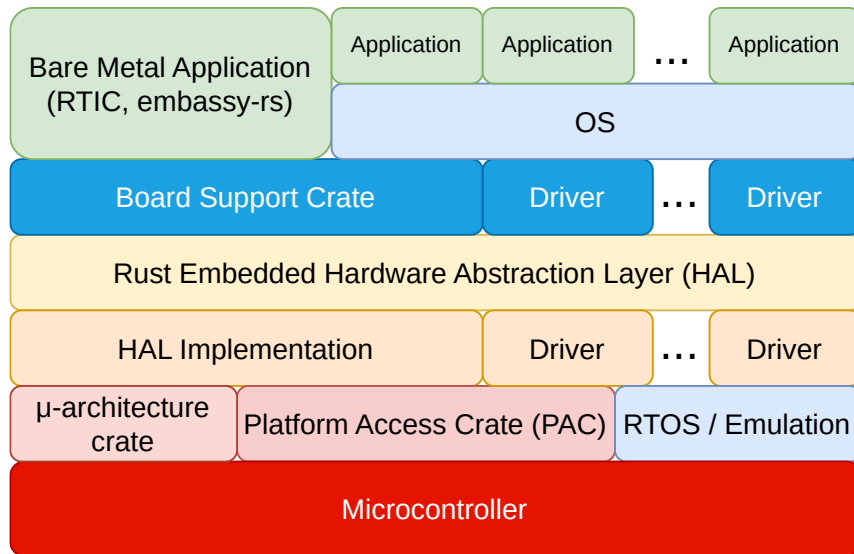 Bare Metal Application
(RTIC, embassy-rs)
Application
Application
...
Application
OS
Board Support Crate
Driver
...
Driver
Rust Embedded Hardware Abstraction Layer (HAL)
HAL Implementation
Driver
...
Driver
μ-architecture
crate
Platform Access Crate (PAC)
RTOS / Emulation
Microcontroller